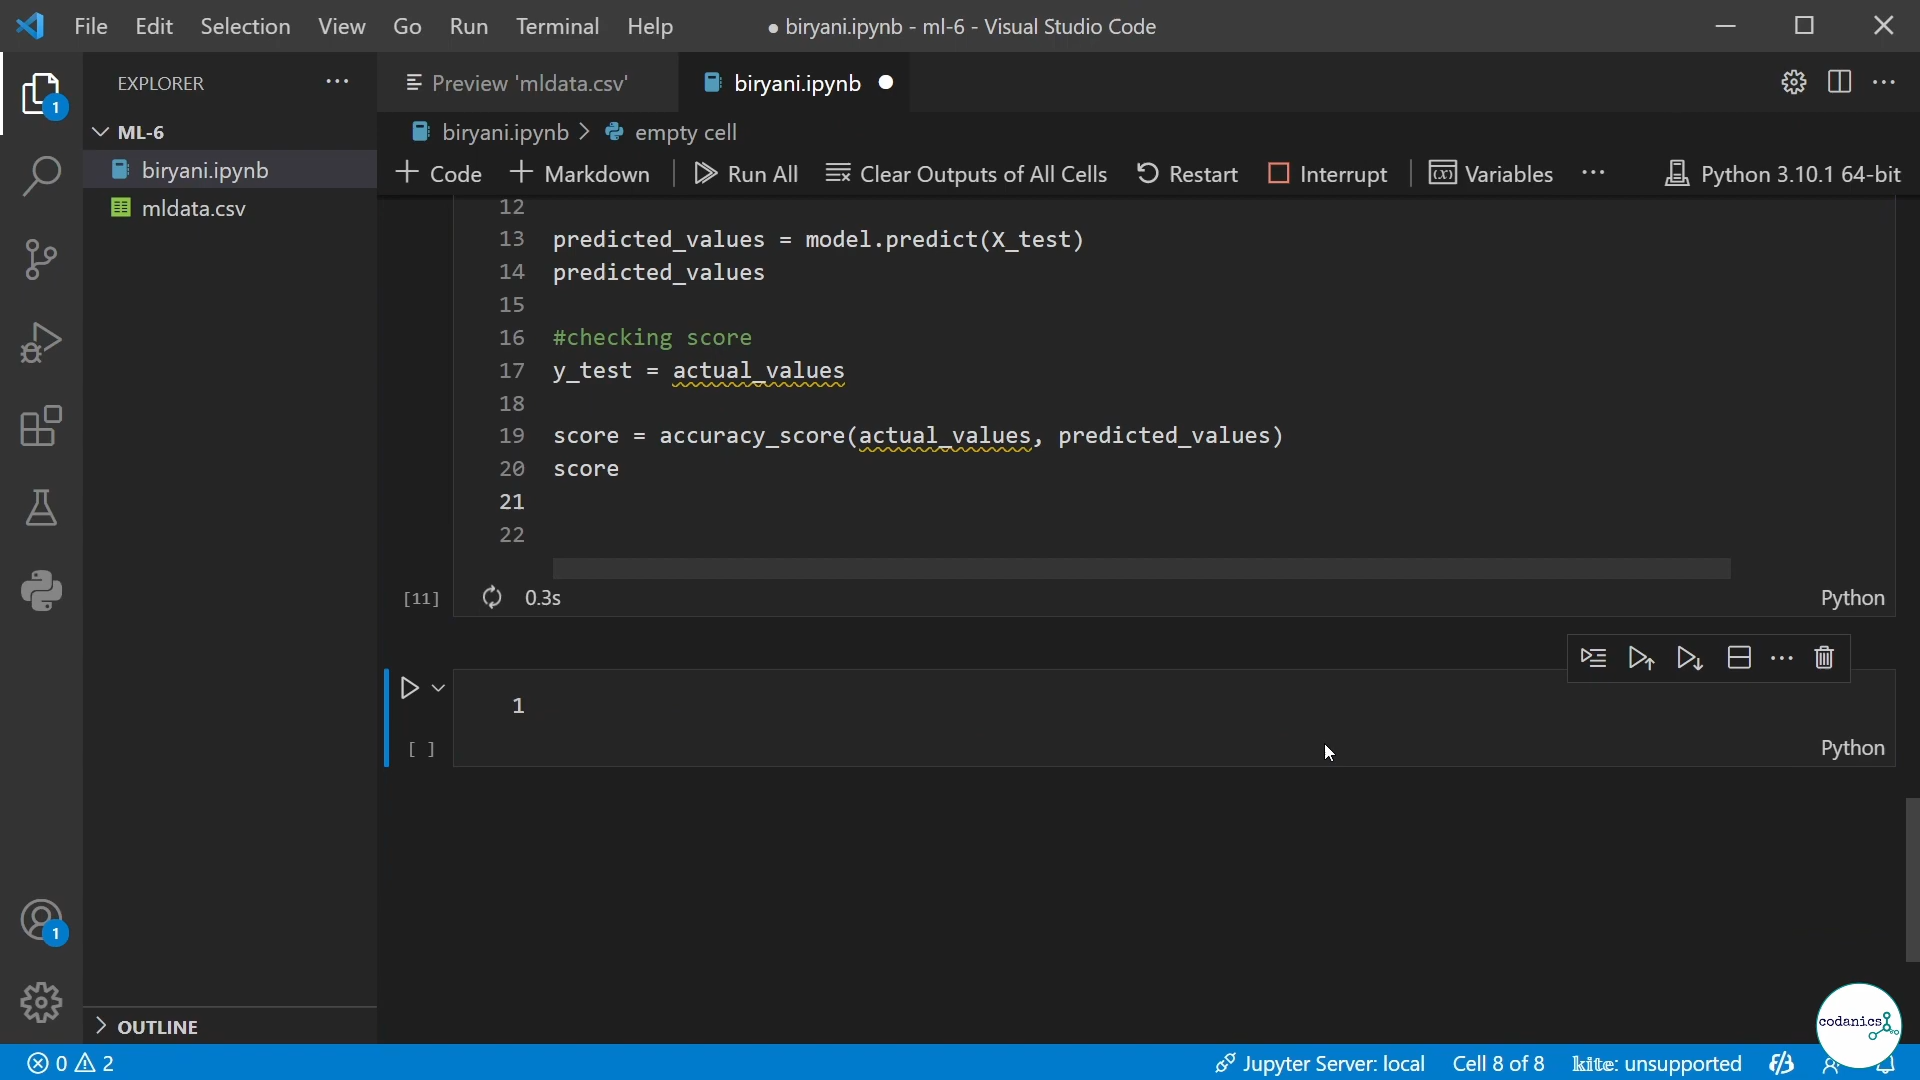 File Edit Selection View Go Run Terminal Help ● biryani.ipynb - ml-6 - Visual Studio Code
EXPLORER ···
Preview 'mldata.csv' biryani.ipynb ●
1
ML-6
biryani.ipynb > empty cell
biryani.ipynb
+ Code + Markdown Run All Clear Outputs of All Cells Restart Interrupt Variables ··· Python 3.10.1 64-bit
mldata.csv
12
13 predicted_values = model.predict(X_test)
14 predicted_values
15
16 #checking score
17 y_test = actual_values
18
19 score = accuracy_score(actual_values, predicted_values)
20 score
21
22
[11] 0.3s Python
1
[ ] Python
1
codanics
OUTLINE
0 2 Jupyter Server: local Cell 8 of 8 kite: unsupported